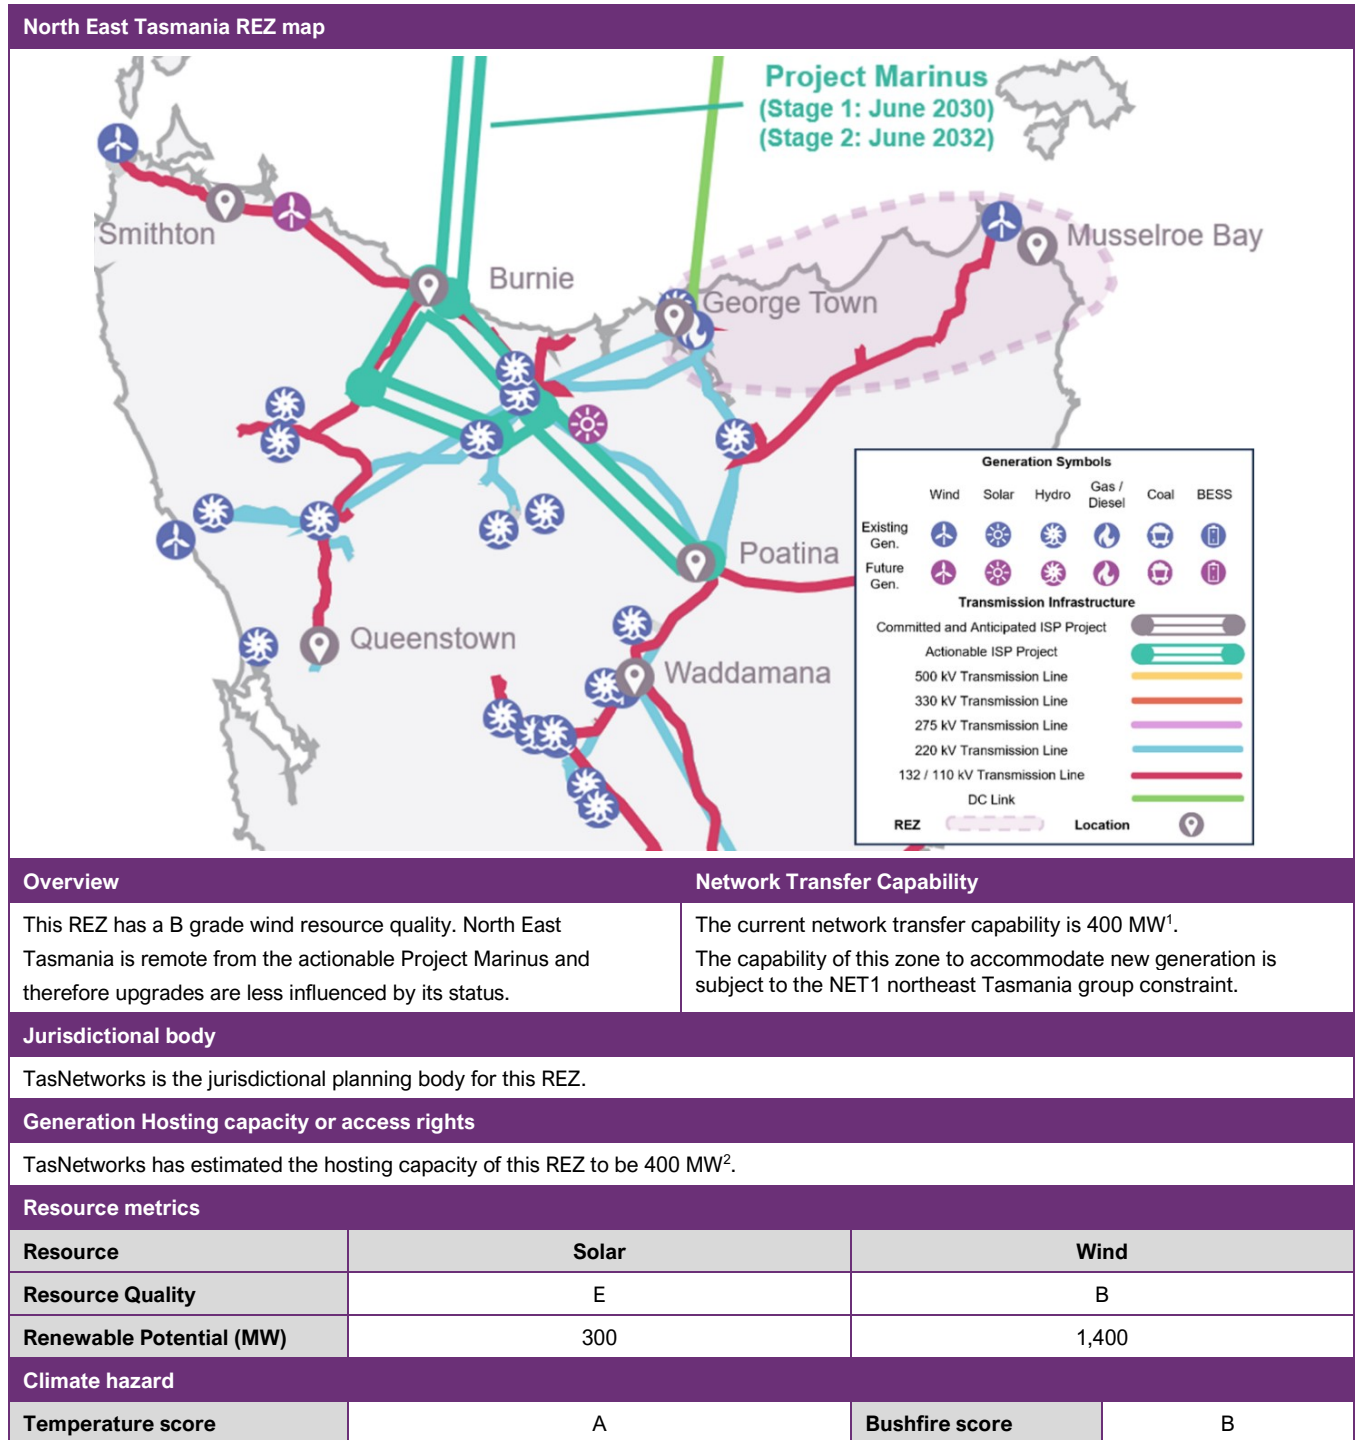 North East Tasmania REZ map
Project Marinus
(Stage 1: June 2030)
(Stage 2: June 2032)
Smithton
Burnie
George Town
Musselroe Bay
Poatina
Queenstown
Waddamana
Generation Symbols
Wind Solar Hydro Gas / Diesel Coal BESS
Existing Gen.
Future Gen.
Transmission Infrastructure
Committed and Anticipated ISP Project
Actionable ISP Project
500 kV Transmission Line
330 kV Transmission Line
275 kV Transmission Line
220 kV Transmission Line
132 / 110 kV Transmission Line
DC Link
REZ Location
Overview
This REZ has a B grade wind resource quality. North East
Tasmania is remote from the actionable Project Marinus and
therefore upgrades are less influenced by its status.
Network Transfer Capability
The current network transfer capability is 400 MW1.
The capability of this zone to accommodate new generation is
subject to the NET1 northeast Tasmania group constraint.
Jurisdictional body
TasNetworks is the jurisdictional planning body for this REZ.
Generation Hosting capacity or access rights
TasNetworks has estimated the hosting capacity of this REZ to be 400 MW2.
Resource metrics
Resource Solar Wind
Resource Quality E B
Renewable Potential (MW) 300 1,400
Climate hazard
Temperature score A Bushfire score B